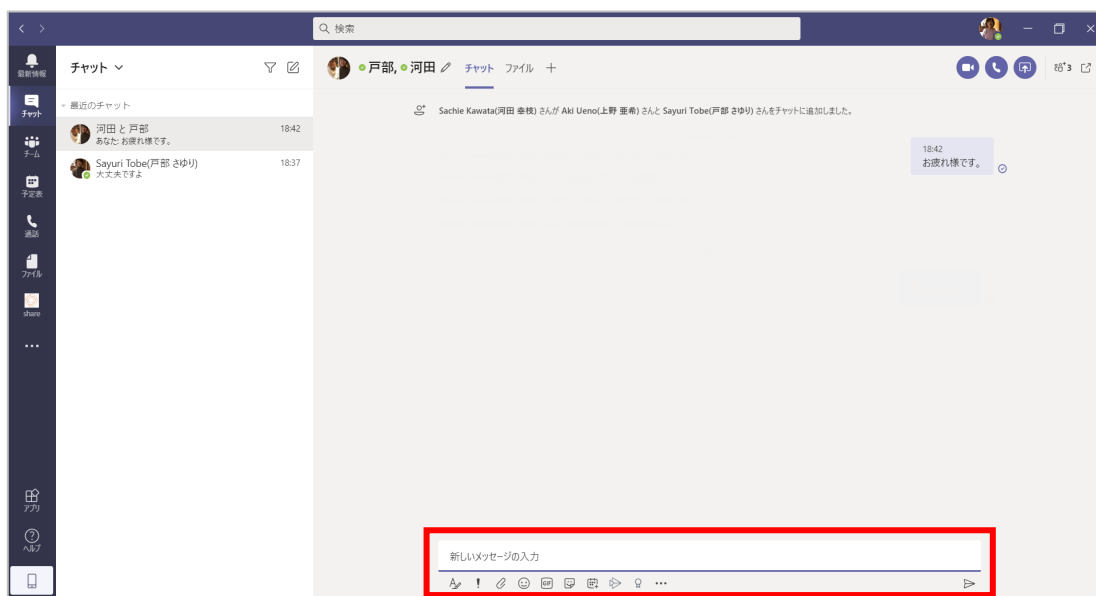 検索
最新情報
チャット
チーム
予定表
通話
ファイル
share
アプリ
ヘルプ
チャット
最近のチャット
河田 と 戸部
18:42
あなた: お疲れ様です。
Sayuri Tobe(戸部 さゆり)
18:37
大丈夫ですよ
戸部, 河田
チャット
ファイル
3
Sachie Kawata(河田 幸枝) さんが Aki Ueno(上野 亜希) さんと Sayuri Tobe(戸部 さゆり) さんをチャットに追加しました。
18:42
お疲れ様です。
新しいメッセージの入力
GIF